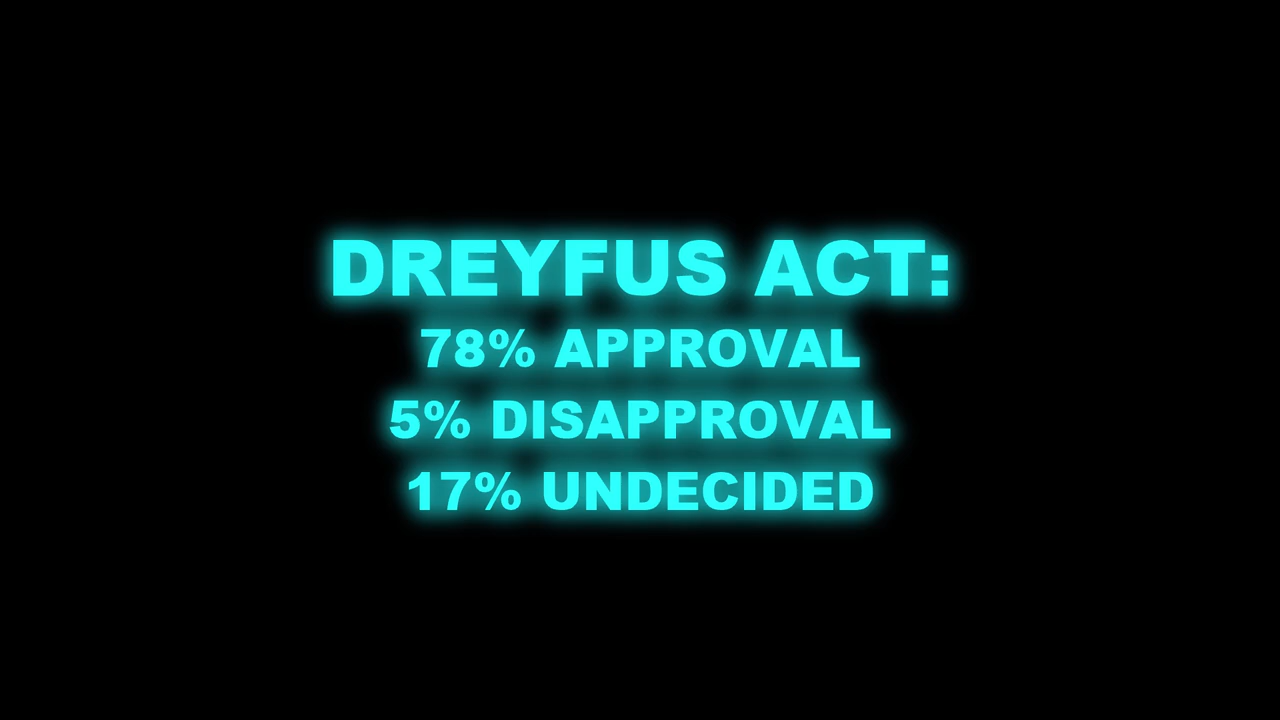 DREYFUS ACT:
78% APPROVAL
5% DISAPPROVAL
17% UNDECIDED